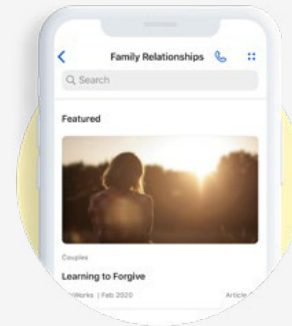 Family Relationships
Search
Featured
Couples
Learning to Forgive
| Feb 2020
Article